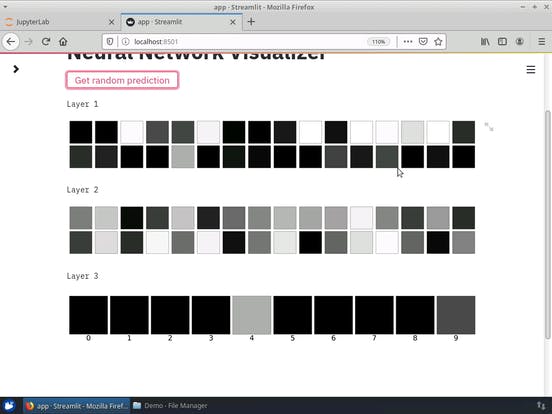 app · Streamlit - Mozilla Firefox
JupyterLab
app · Streamlit
localhost:8501
110%
Neural Network Visualizer
Get random prediction
Layer 1
Layer 2
Layer 3
0 1 2 3 4 5 6 7 8 9
app · Streamlit - Mozilla Firef...
Demo - File Manager